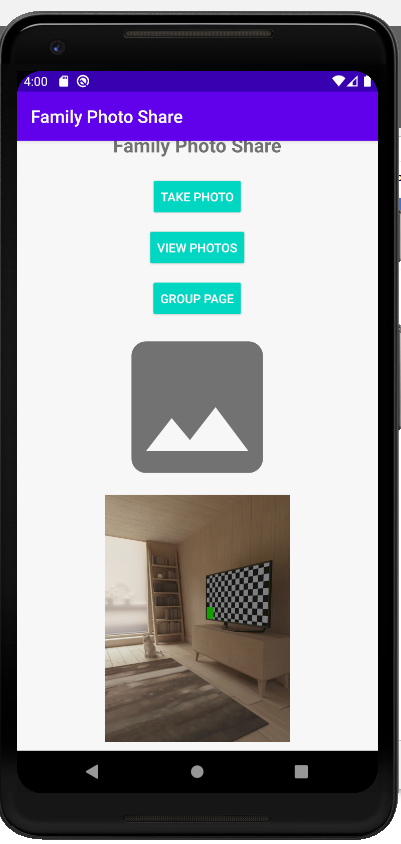 4:00
Family Photo Share
Family Photo Share
TAKE PHOTO
VIEW PHOTOS
GROUP PAGE